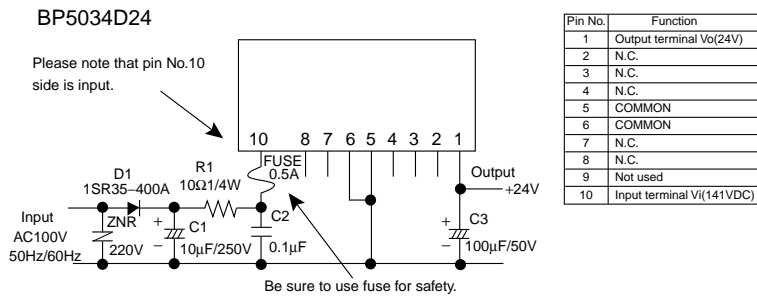 BP5034D24
Please note that pin No.10
side is input.
10 8 7 6 5 4 3 2 1
FUSE
0.5A
D1
1SR35–400A
R1
10Ω1/4W
Output
+24V
Input
AC100V
50Hz/60Hz
ZNR
220V
+
–
C1
10µF/250V
C2
0.1µF
+
–
C3
100µF/50V
Be sure to use fuse for safety.
Pin No. Function
1 Output terminal Vo(24V)
2 N.C.
3 N.C.
4 N.C.
5 COMMON
6 COMMON
7 N.C.
8 N.C.
9 Not used
10 Input terminal Vi(141VDC)